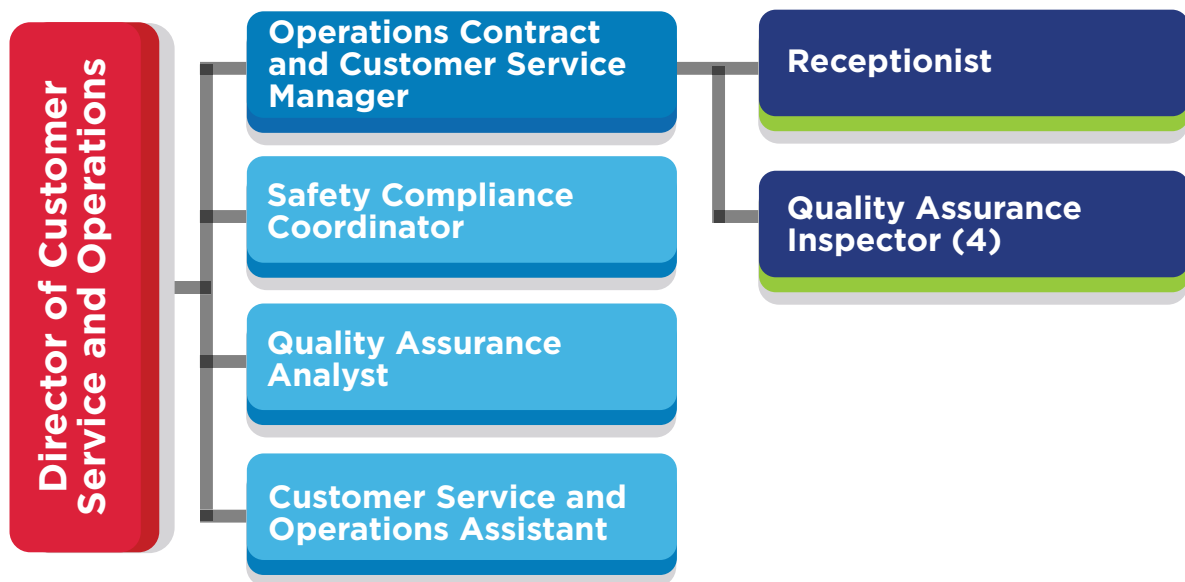 Director of Customer
Service and Operations
Operations Contract
and Customer Service
Manager
Safety Compliance
Coordinator
Quality Assurance
Analyst
Customer Service and
Operations Assistant
Receptionist
Quality Assurance
Inspector (4)